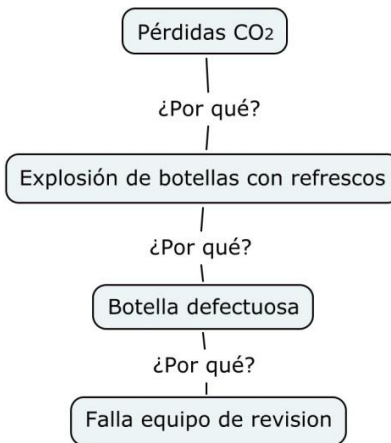 Pérdidas CO2
¿Por qué?
Explosión de botellas con refrescos
¿Por qué?
Botella defectuosa
¿Por qué?
Falla equipo de revision